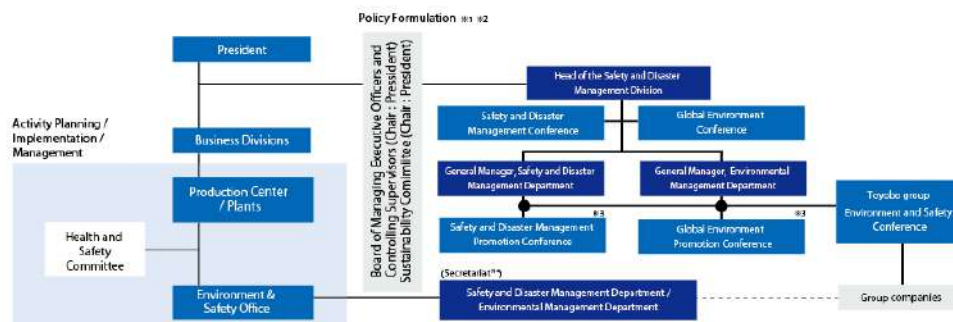 Policy Formulation ※1 ※2
President
Head of the Safety and Disaster
Management Division
Board of Managing Executive Officers and
Controlling Supervisors (Chair : Pressident)
Sustainability Commimitee (Chair : President)
Safety and Disaster
Management Conference
Global Environment
Conference
Activity Planning /
Implementation /
Management
Business Divisions
General Manager, Safety and Disaster
Management Department
General Manager, Environmental
Management Department
Production Center
/ Plants
Toyobo group
Environment and Safety
Conference
※3
※3
Safety and Disaster Management
Promotion Conference
Global Environment
Promotion Conference
Health and
Safety
Committee
(Secretariat※4)
Environment &
Safety Office
Safety and Disaster Management Department /
Environmental Management Department
Group companies